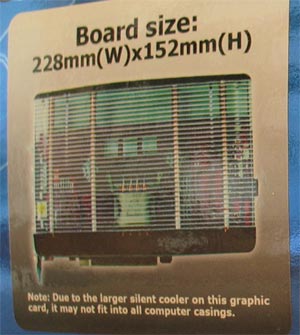 Board size:
228mm(W)x152mm(H)
Note: Due to the larger silent cooler on this graphic
card, it may not fit into all computer casings.